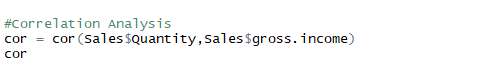 #Correlation Analysis
cor = cor(Sales$Quantity,Sales$gross.income)
cor